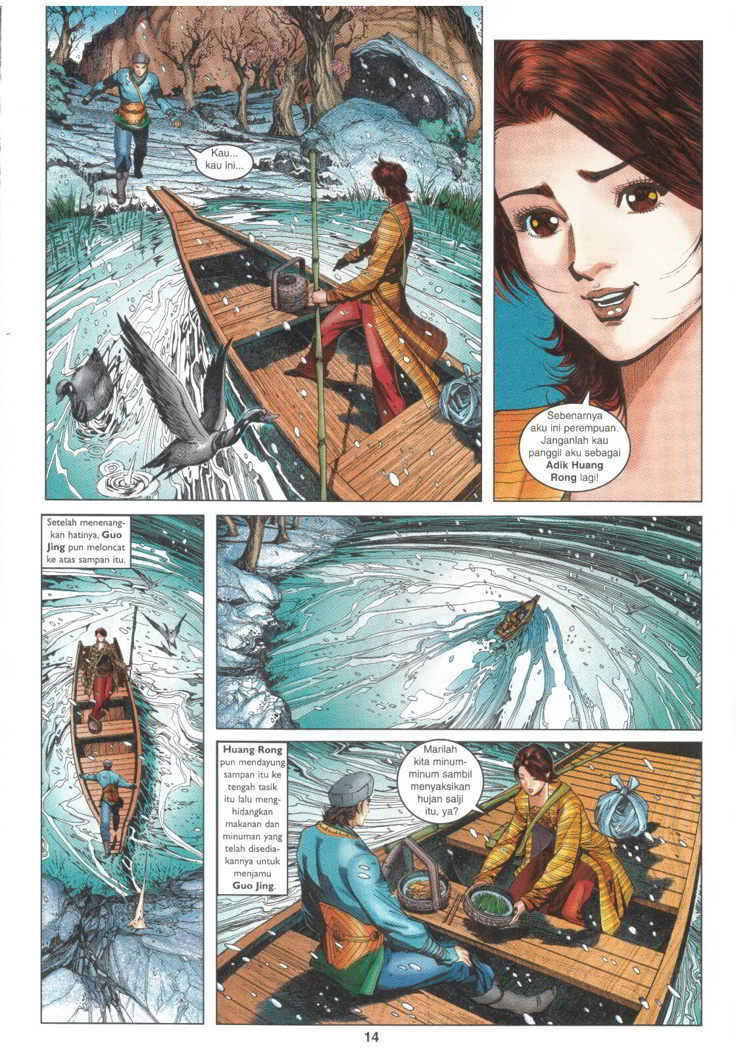 Kau...
kau ini...
Sebenarnya
aku ini perempuan.
Janganlah kau
panggil aku sebagai
Adik Huang
Rong lagi!
Setelah menenang-
kan hatinya, Guo
Jing pun meloncat
ke atas sampan itu.
Huang Rong
pun mendayung
sampan itu ke
tengah tasik
itu lalu meng-
hidangkan
makanan dan
minuman yang
telah disedia-
kannya untuk
menjamu
Guo Jing.
Marilah
kita minum-
minum sambil
menyaksikan
hujan salji
itu, ya?
14